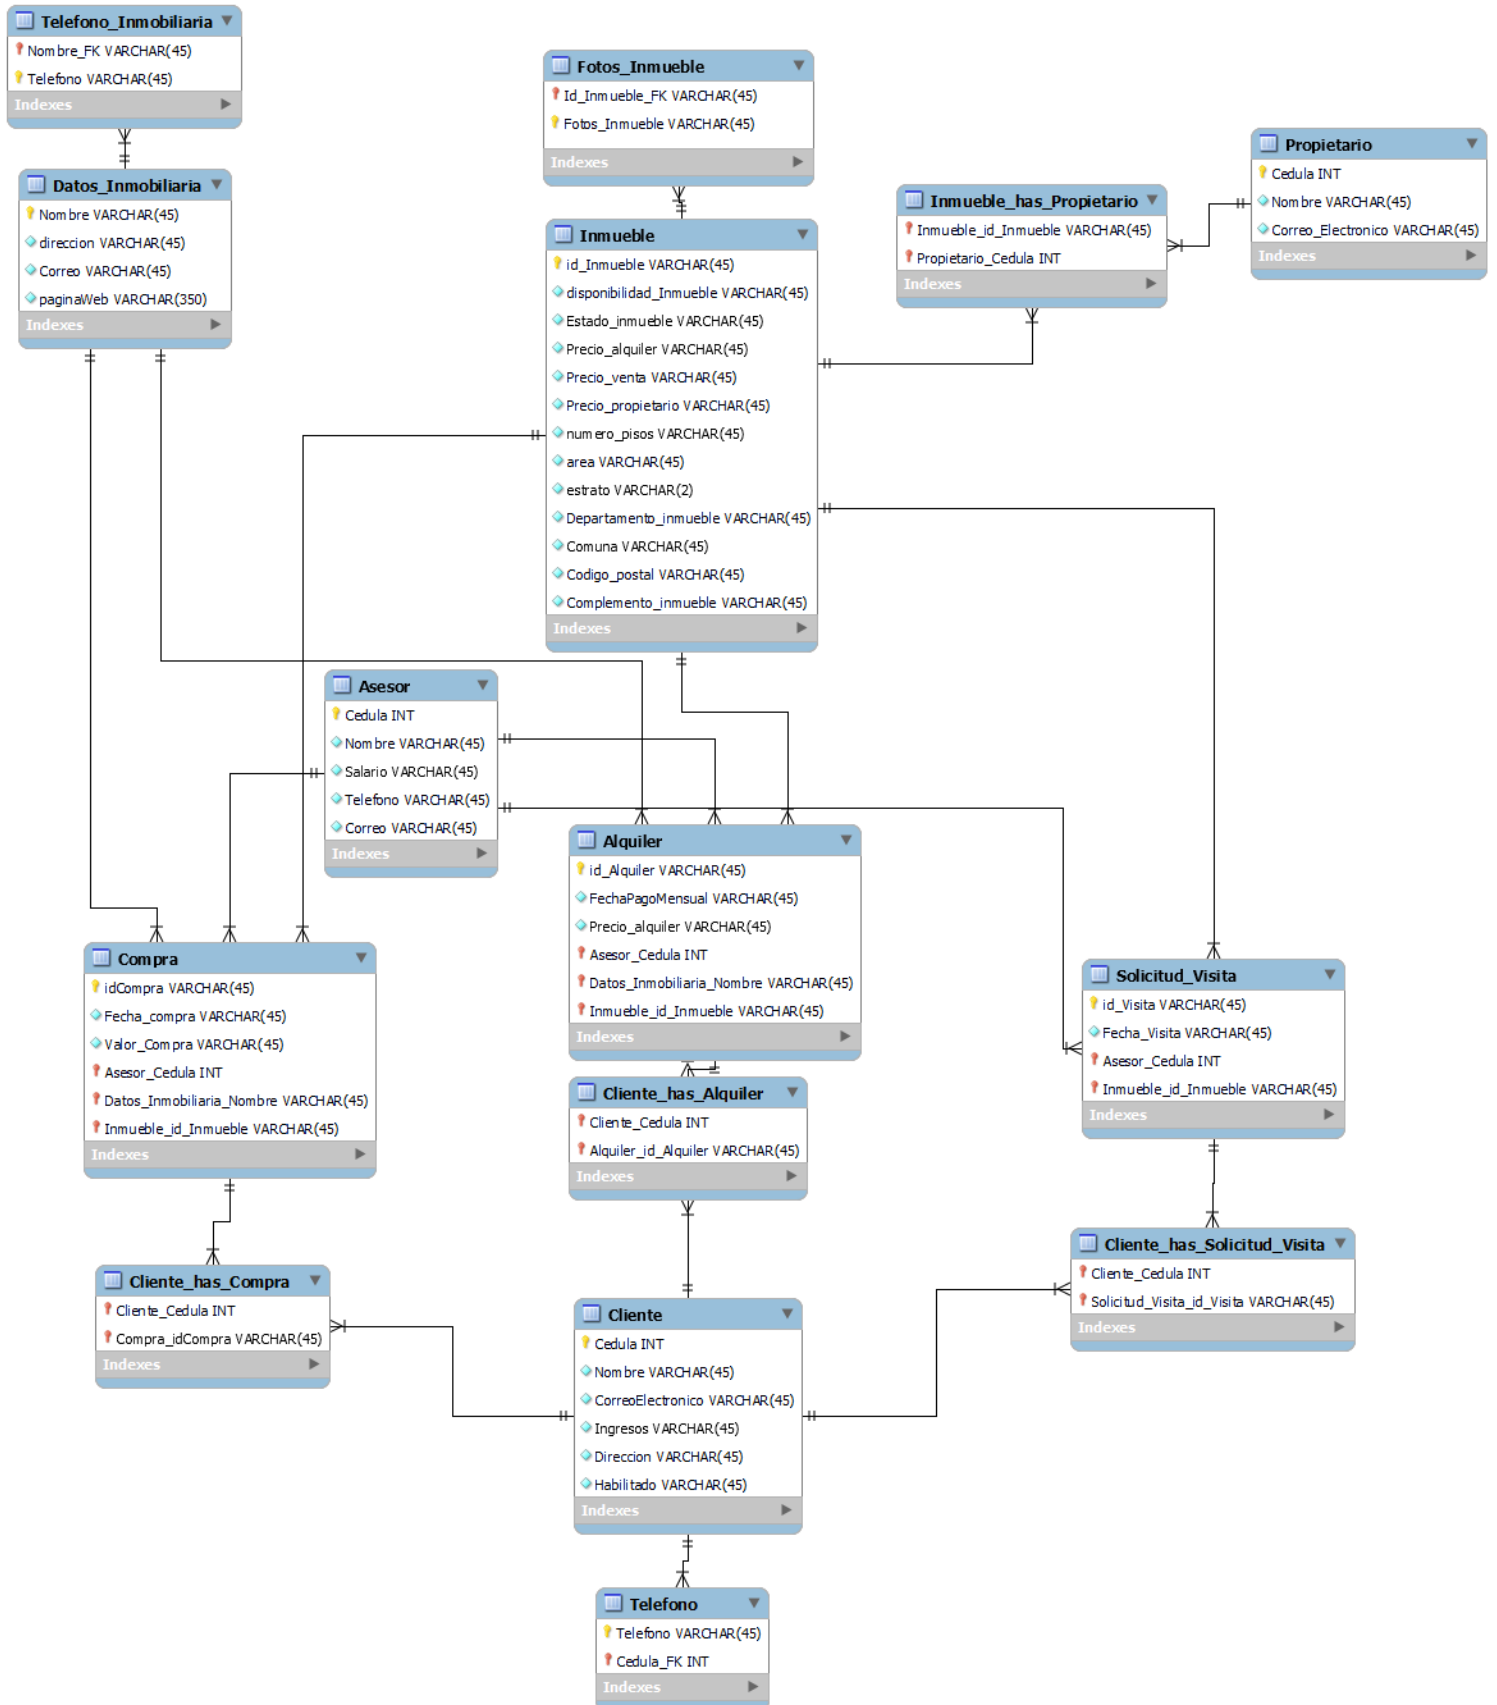 Telefono_Inmobiliaria
Nombre_FK VARCHAR(45)
Telefono VARCHAR(45)
Indexes
Fotos_Inmueble
Id_Inmueble_FK VARCHAR(45)
Fotos_Inmueble VARCHAR(45)
Indexes
Propietario
Cedula INT
Nombre VARCHAR(45)
Correo_Electronico VARCHAR(45)
Indexes
Datos_Inmobiliaria
Nombre VARCHAR(45)
direccion VARCHAR(45)
Correo VARCHAR(45)
paginaWeb VARCHAR(350)
Indexes
Inmueble_has_Propietario
Inmueble_id_Inmueble VARCHAR(45)
Propietario_Cedula INT
Indexes
Inmueble
id_Inmueble VARCHAR(45)
disponibilidad_Inmueble VARCHAR(45)
Estado_inmueble VARCHAR(45)
Precio_alquiler VARCHAR(45)
Precio_venta VARCHAR(45)
Precio_propietario VARCHAR(45)
numero_pisos VARCHAR(45)
area VARCHAR(45)
estrato VARCHAR(2)
Departamento_inmueble VARCHAR(45)
Comuna VARCHAR(45)
Codigo_postal VARCHAR(45)
Complemento_inmueble VARCHAR(45)
Indexes
Asesor
Cedula INT
Nombre VARCHAR(45)
Salario VARCHAR(45)
Telefono VARCHAR(45)
Correo VARCHAR(45)
Indexes
Alquiler
id_Alquiler VARCHAR(45)
FechaPagoMensual VARCHAR(45)
Precio_alquiler VARCHAR(45)
Asesor_Cedula INT
Datos_Inmobiliaria_Nombre VARCHAR(45)
Inmueble_id_Inmueble VARCHAR(45)
Indexes
Compra
idCompra VARCHAR(45)
Fecha_compra VARCHAR(45)
Valor_Compra VARCHAR(45)
Asesor_Cedula INT
Datos_Inmobiliaria_Nombre VARCHAR(45)
Inmueble_id_Inmueble VARCHAR(45)
Indexes
Solicitud_Visita
id_Visita VARCHAR(45)
Fecha_Visita VARCHAR(45)
Asesor_Cedula INT
Inmueble_id_Inmueble VARCHAR(45)
Indexes
Cliente_has_Alquiler
Cliente_Cedula INT
Alquiler_id_Alquiler VARCHAR(45)
Indexes
Cliente_has_Compra
Cliente_Cedula INT
Compra_idCompra VARCHAR(45)
Indexes
Cliente_has_Solicitud_Visita
Cliente_Cedula INT
Solicitud_Visita_id_Visita VARCHAR(45)
Indexes
Cliente
Cedula INT
Nombre VARCHAR(45)
CorreoElectronico VARCHAR(45)
Ingresos VARCHAR(45)
Direccion VARCHAR(45)
Habilitado VARCHAR(45)
Indexes
Telefono
Telefono VARCHAR(45)
Cedula_FK INT
Indexes